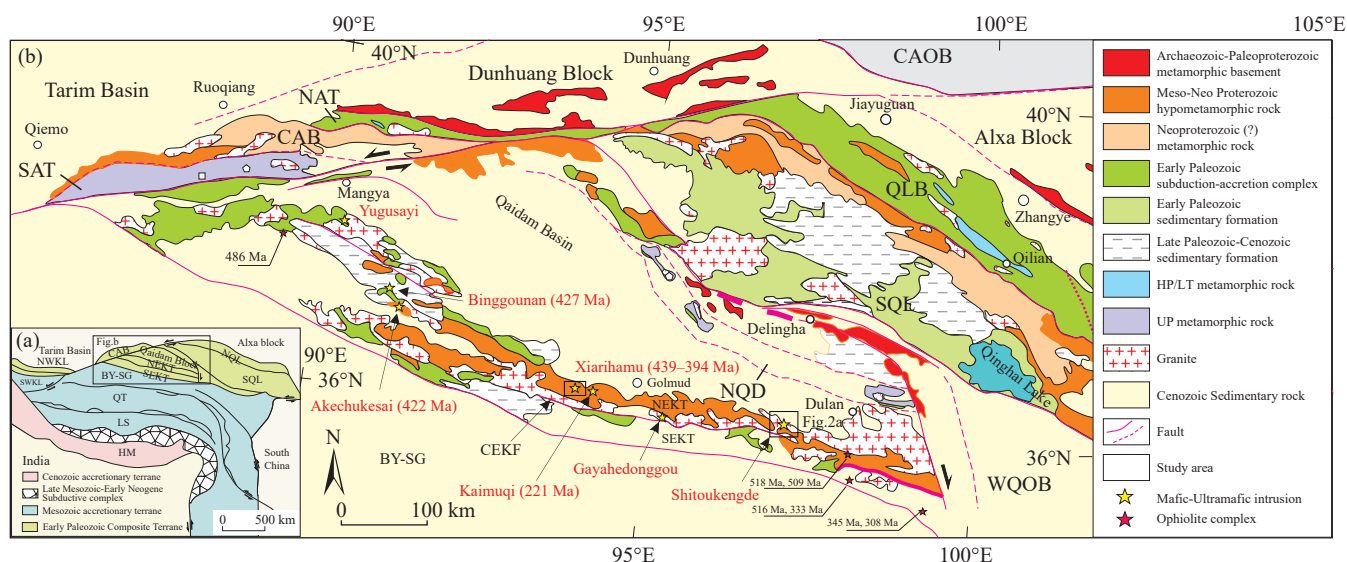 90°E
95°E
100°E
105°E
(b)
40°N
Dunhuang
CAOB
Tarim Basin
Ruoqiang
Dunhuang Block
NAT
Jiayuguan
40°N
Qiemo
CAB
Alxa Block
SAT
Mangya
QLB
Zhangye
Yugusayi
Qaidam Basin
486 Ma
Qilian
Binggounan (427 Ma)
SQL
Delingha
Qinghai Lake
(a)
Fig.b
Alxa block
Tarim Basin
NWKL
CAB
Qaidam Block
NQL
NEKT
SEKT
SWKL
BY-SG
SQL
QT
LS
HM
India
South
China
Cenozoic accretionary terrane
Late Mesozoic-Early Neogene
Subductive complex
Mesozoic accretionary terrane
Early Paleozoic Composite Terrane
0 500 km
90°E
36°N
Xiarihamu (439–394 Ma)
Golmud
Akechukesai (422 Ma)
NQD
NEKT
Dulan
Fig.2a
N
SEKT
BY-SG
CEKF
36°N
Gayahedonggou
Kaimuqi (221 Ma)
Shitoukengde
518 Ma, 509 Ma
WQOB
516 Ma, 333 Ma
0 100 km
345 Ma, 308 Ma
95°E
100°E
Archaeozoic-Paleoproterozoic
metamorphic basement
Meso-Neo Proterozoic
hypometamorphic rock
Neoproterozoic (?)
metamorphic rock
Early Paleozoic
subduction-accretion complex
Early Paleozoic
sedimentary formation
Late Paleozoic-Cenozoic
sedimentary formation
HP/LT metamorphic rock
UP metamorphic rock
Granite
Cenozoic Sedimentary rock
Fault
Study area
Mafic-Ultramafic intrusion
Ophiolite complex